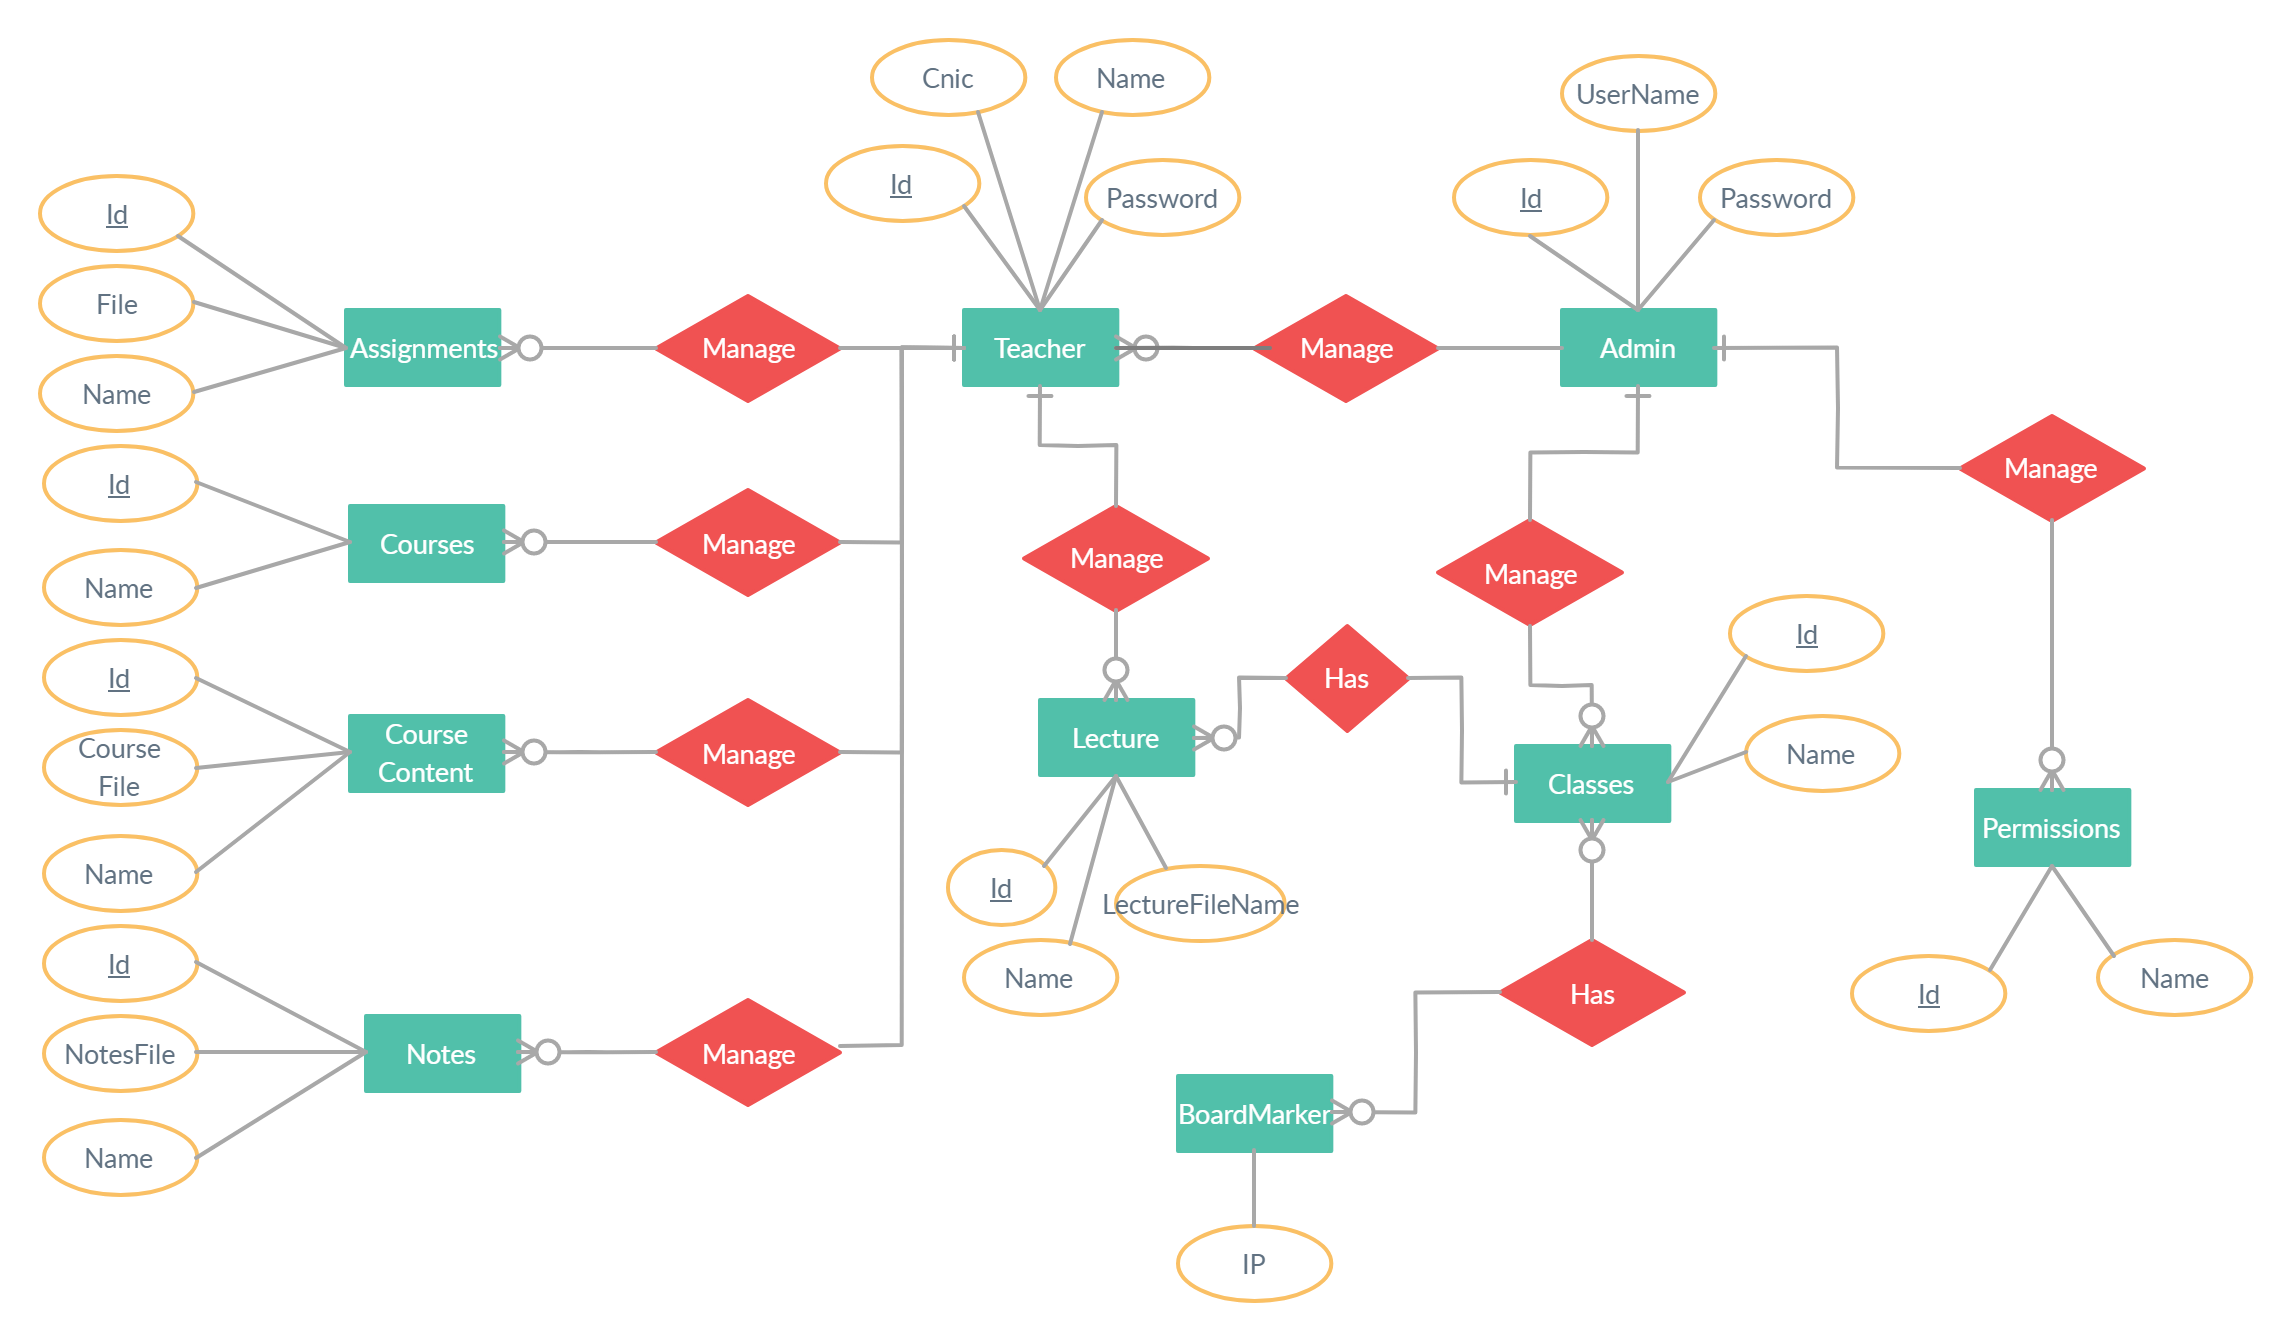 Cnic
Name
UserName
Id
Password
Id
Password
Id
File
Name
Assignments
Manage
Teacher
Manage
Admin
Manage
Id
Name
Courses
Manage
Manage
Manage
Id
Course
File
Name
Course
Content
Manage
Lecture
Has
Classes
Id
Name
Permissions
Id
LectureFileName
Name
Id
Name
Id
NotesFile
Name
Notes
Manage
Has
BoardMarker
IP